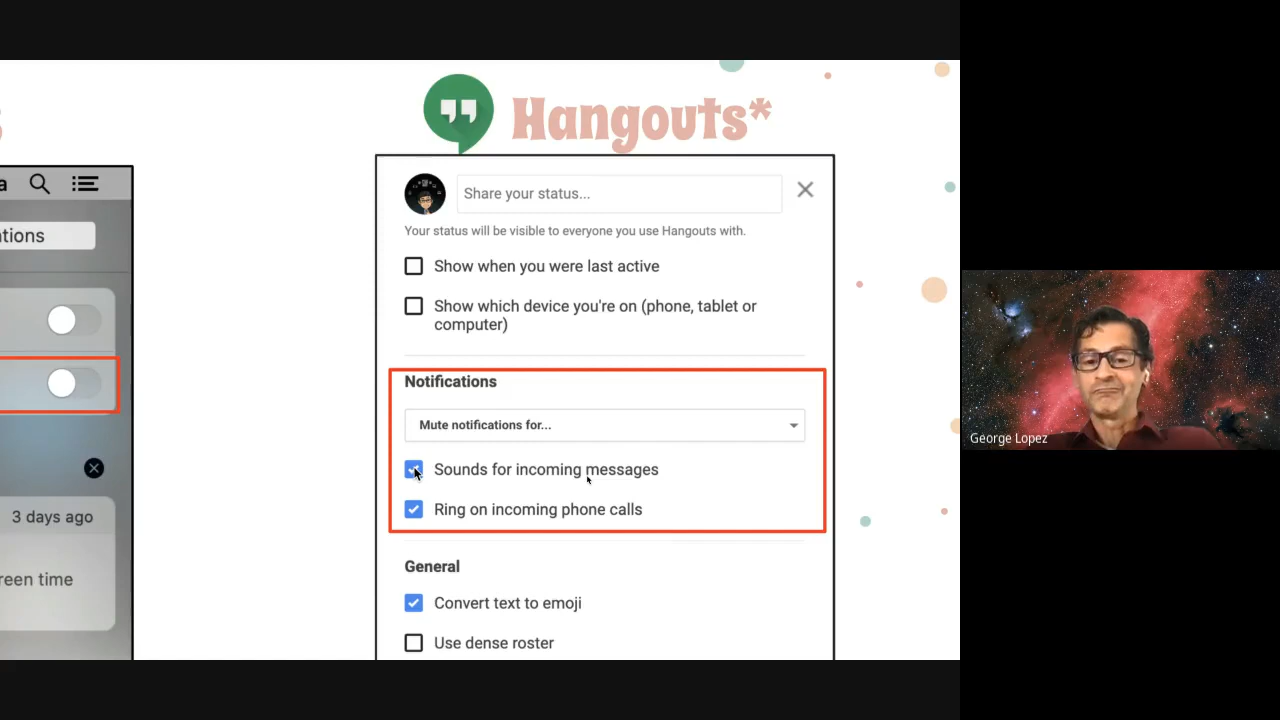 Hangouts*
Share your status...
Your status will be visible to everyone you use Hangouts with.
Show when you were last active
Show which device you're on (phone, tablet or
computer)
Notifications
Mute notifications for...
Sounds for incoming messages
Ring on incoming phone calls
General
Convert text to emoji
Use dense roster
a
tions
3 days ago
reen time
George Lopez